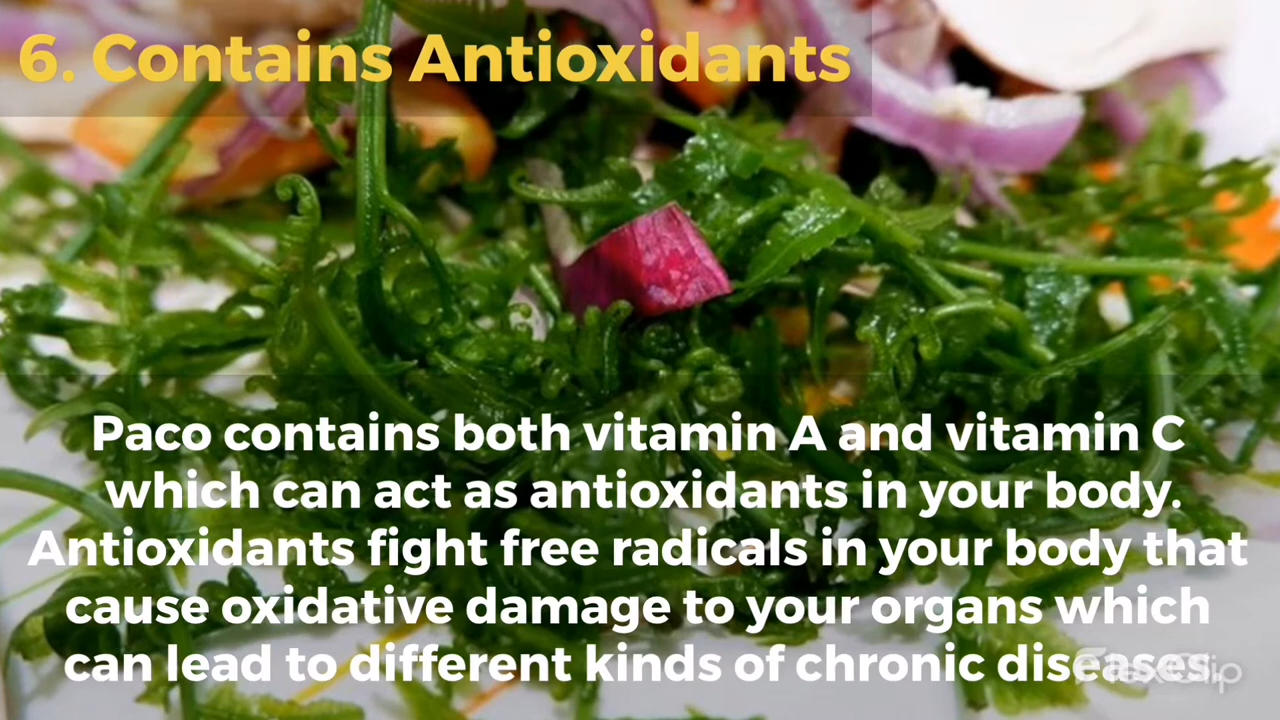 6. Contains Antioxidants
Paco contains both vitamin A and vitamin C
which can act as antioxidants in your body.
Antioxidants fight free radicals in your body that
cause oxidative damage to your organs which
can lead to different kinds of chronic diseases.
FlexClip